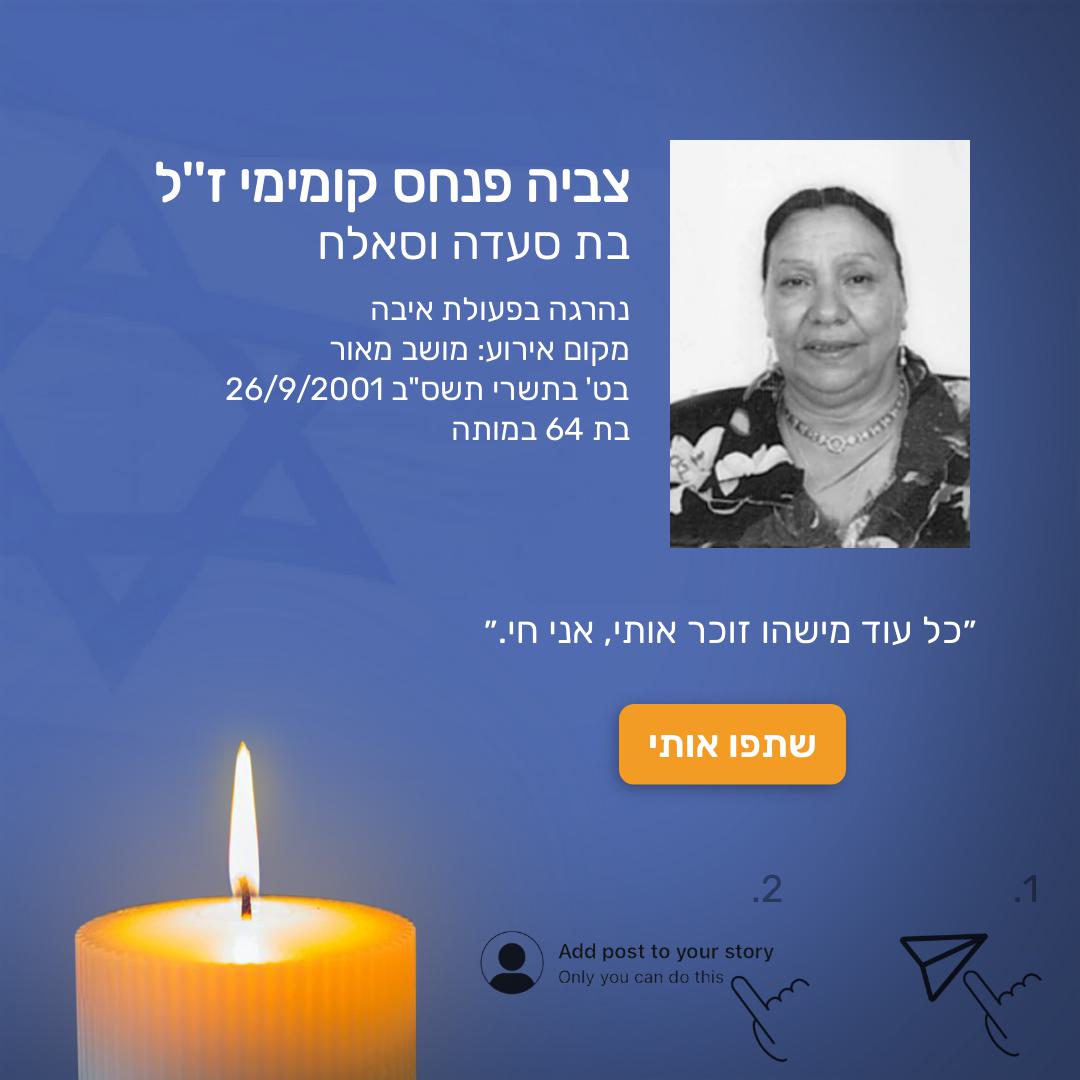 צביה פנחס קומימי ז''ל
בת סעדה וסאלח
נהרגה בפעולת איבה
מקום אירוע: מושב מאור
בט' בתשרי תשס"ב 26/9/2001
בת 64 במותה
״כל עוד מישהו זוכר אותי, אני חי.״
שתפו אותי
1.
2.
Add post to your story
Only you can do this